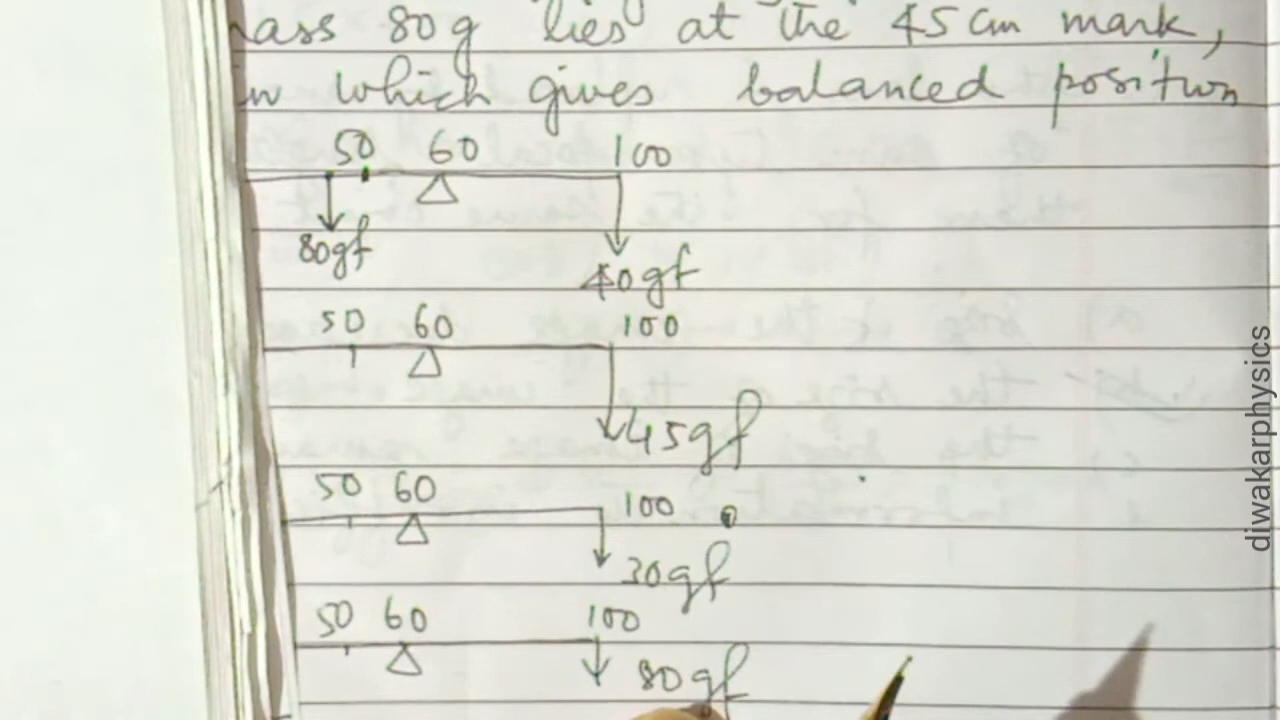 ass 80g lies at the 45 cm mark,
which gives balanced position
50 60 100
80gf
40gf
50 60 100
45gf
50 60 100
30gf
50 60 100
80gf
diwakarphysics